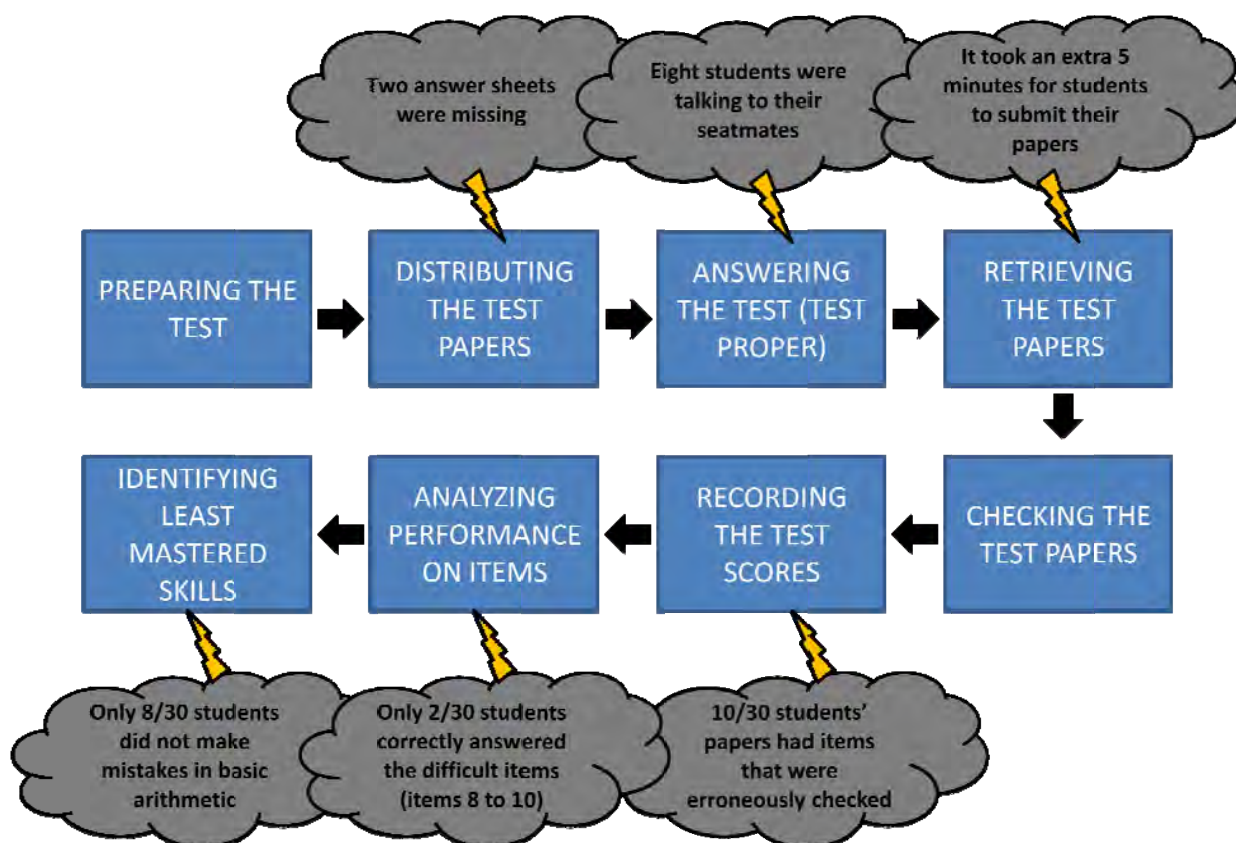 Two answer sheets
were missing
Eight students were
talking to their
seatmates
It took an extra 5
minutes for students
to submit their
papers
PREPARING THE
TEST
DISTRIBUTING
THE TEST
PAPERS
ANSWERING
THE TEST (TEST
PROPER)
RETRIEVING
THE TEST
PAPERS
IDENTIFYING
LEAST
MASTERED
SKILLS
ANALYZING
PERFORMANCE
ON ITEMS
RECORDING
THE TEST
SCORES
CHECKING THE
TEST PAPERS
Only 8/30 students
did not make
mistakes in basic
arithmetic
Only 2/30 students
correctly answered
the difficult items
(items 8 to 10)
10/30 students’
papers had items
that were
erroneously checked